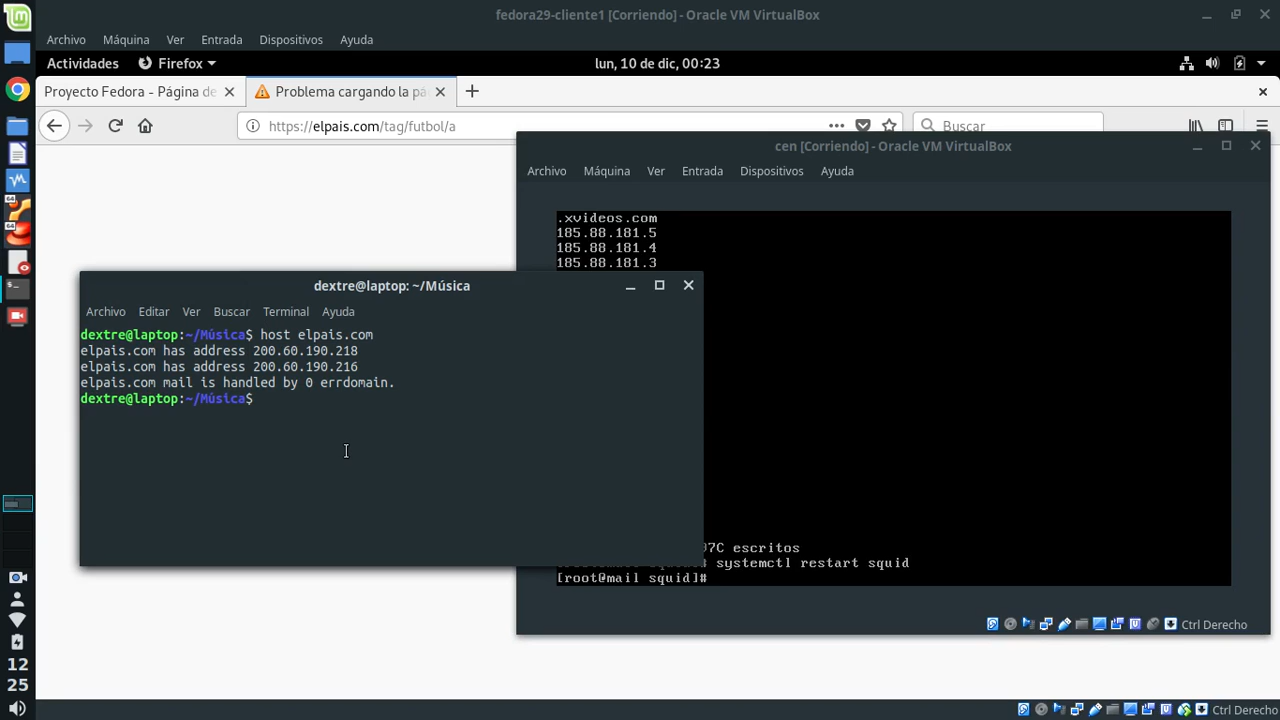 fedora29-cliente1 [Corriendo] - Oracle VM VirtualBox
Archivo Máquina Ver Entrada Dispositivos Ayuda
Actividades Firefox lun, 10 de dic, 00:23
Proyecto Fedora - Página de Problema cargando la pá
https://elpais.com/tag/futbol/a Buscar
cen [Corriendo] - Oracle VM VirtualBox
Archivo Máquina Ver Entrada Dispositivos Ayuda
.xvideos.com
185.88.181.5
185.88.181.4
185.88.181.3
dextre@laptop: ~/Música
Archivo Editar Ver Buscar Terminal Ayuda
dextre@laptop:~/Música$ host elpais.com
elpais.com has address 200.60.190.218
elpais.com has address 200.60.190.216
elpais.com mail is handled by 0 errdomain.
dextre@laptop:~/Música$
97C escritos
systemctl restart squid
[root@mail squid]#
Ctrl Derecho
12
25
Ctrl Derecho